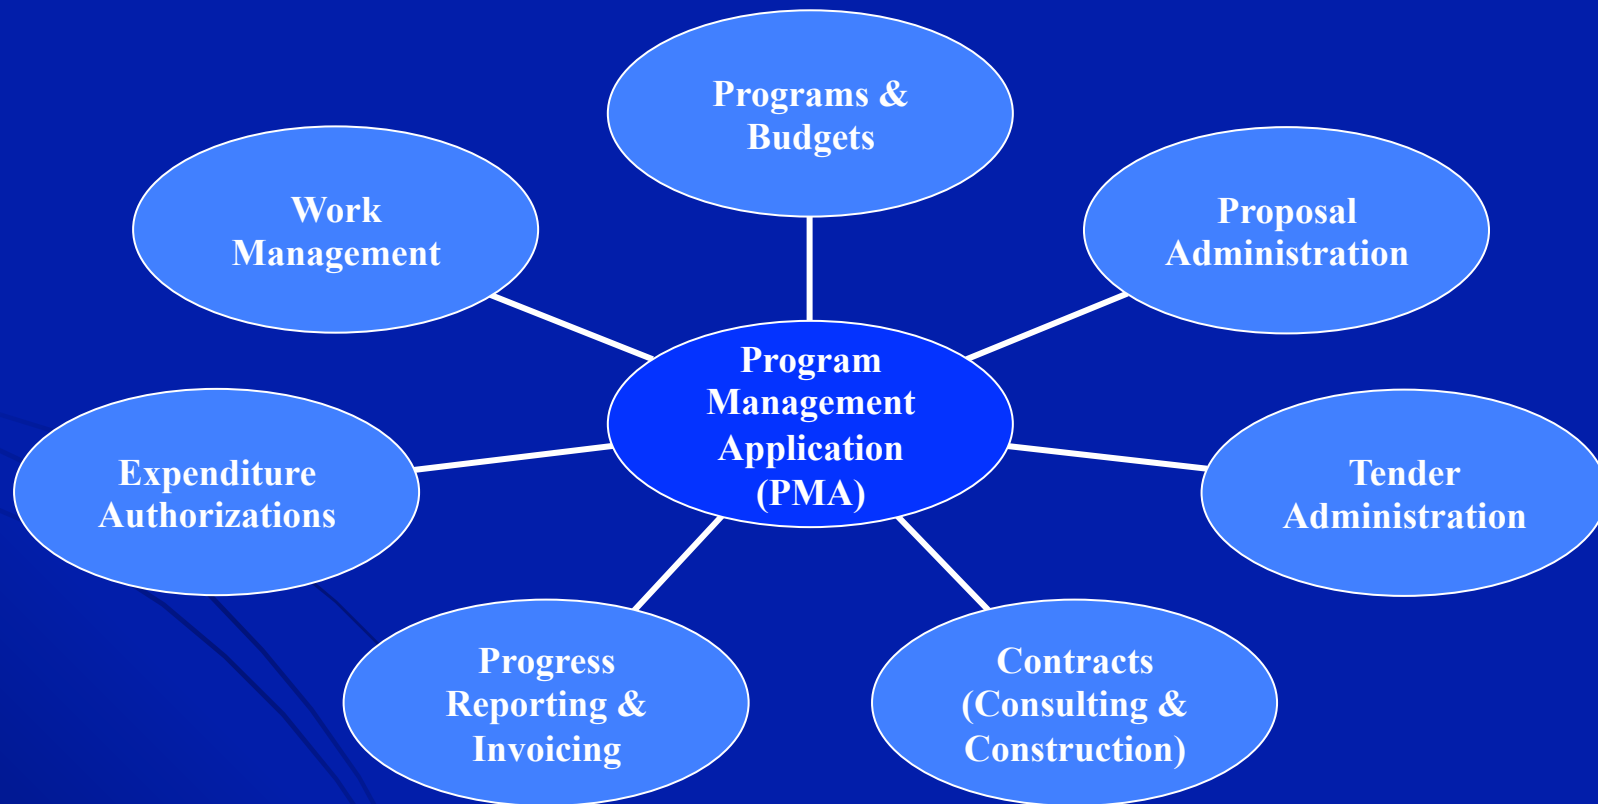 Programs &
Budgets
Work
Management
Proposal
Administration
Program
Management
Application
(PMA)
Expenditure
Authorizations
Tender
Administration
Progress
Reporting &
Invoicing
Contracts
(Consulting &
Construction)